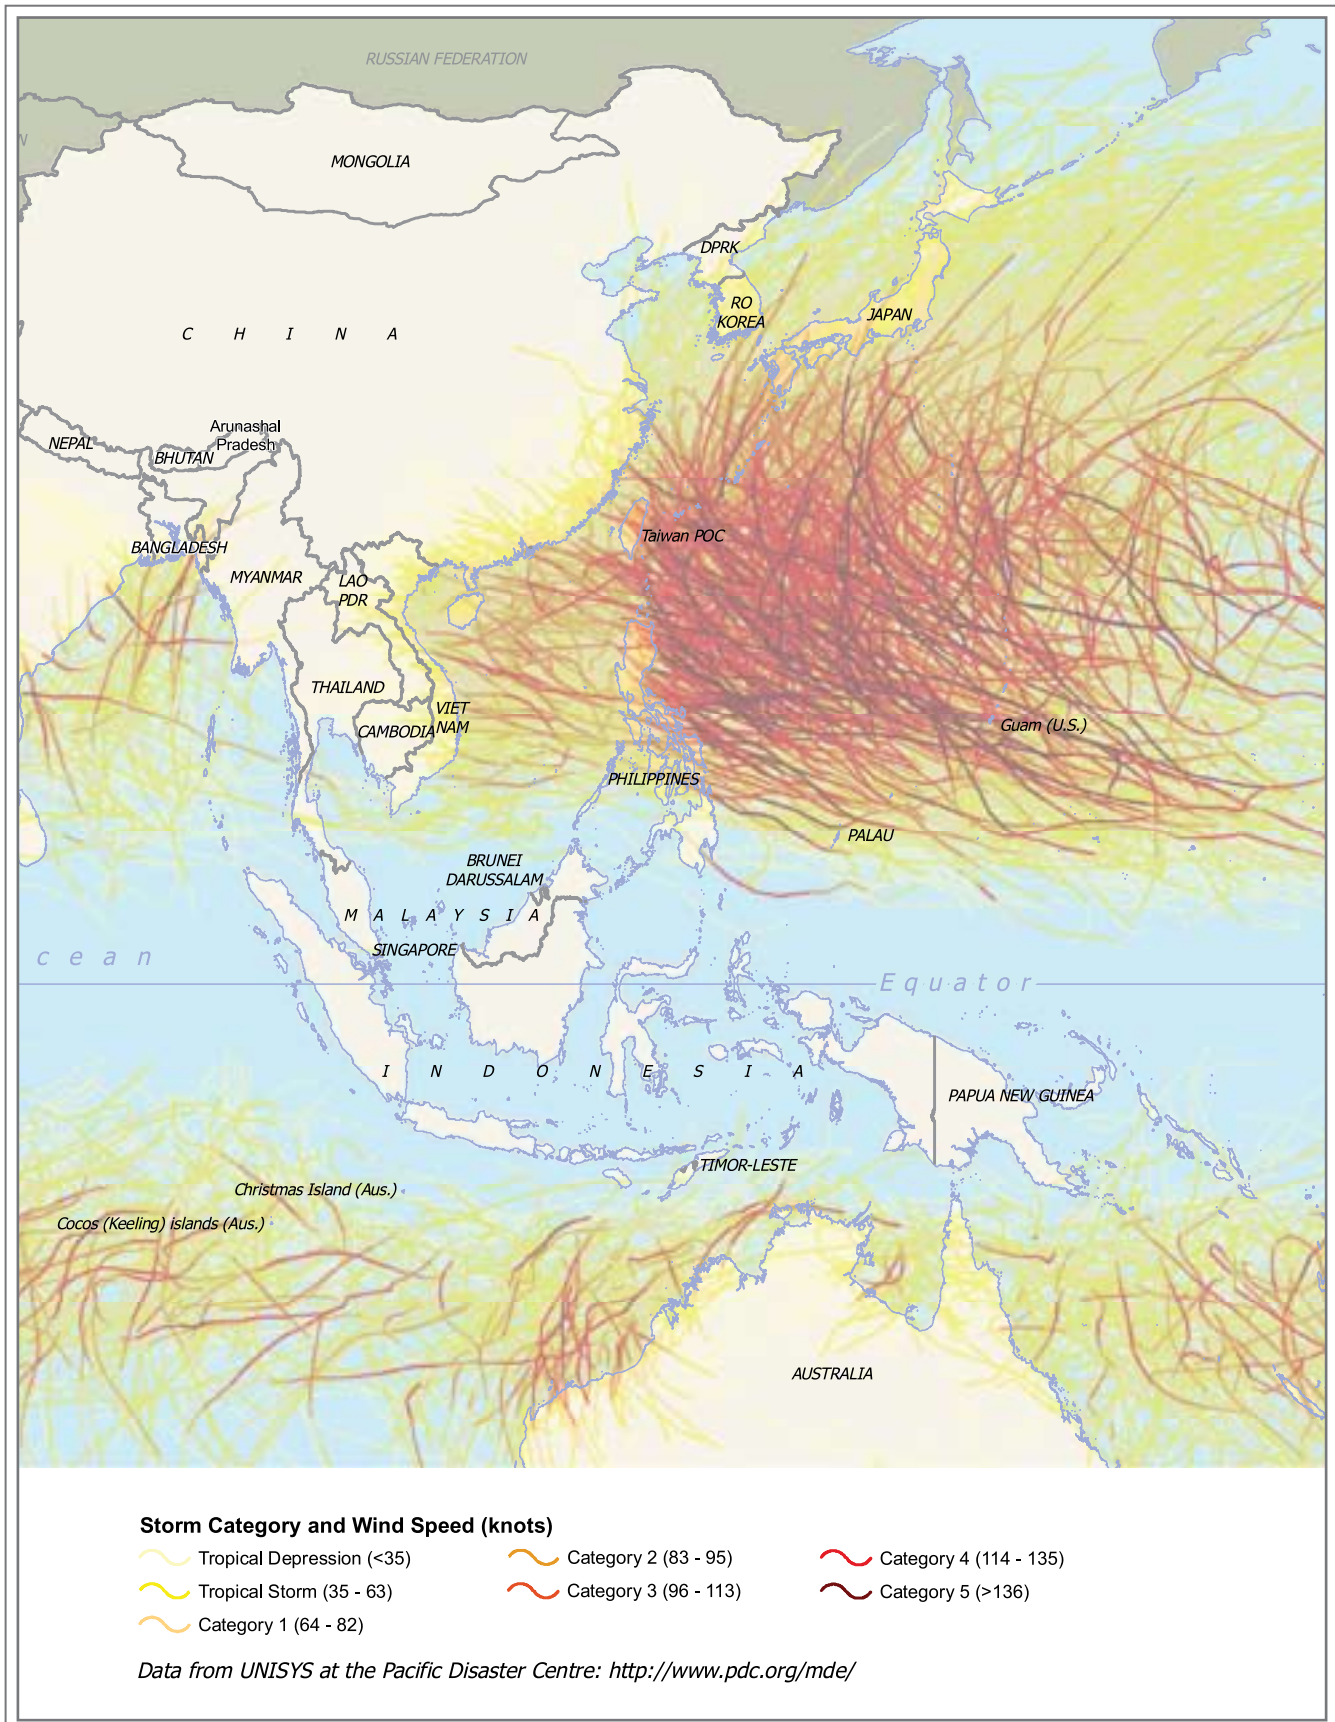 RUSSIAN FEDERATION
N
MONGOLIA
DPRK
RO
KOREA
JAPAN
C H I N A
Arunashal
Pradesh
NEPAL
BHUTAN
BANGLADESH
Taiwan POC
MYANMAR
LAO
PDR
THAILAND
VIET
NAM
CAMBODIA
Guam (U.S.)
PHILIPPINES
PALAU
BRUNEI
DARUSSALAM
M A L A Y S I A
SINGAPORE
c e a n
E q u a t o r
I N D O N E S I A
PAPUA NEW GUINEA
TIMOR-LESTE
Christmas Island (Aus.)
Cocos (Keeling) islands (Aus.)
AUSTRALIA
Storm Category and Wind Speed (knots)
Tropical Depression (<35)
Tropical Storm (35 - 63)
Category 1 (64 - 82)
Category 2 (83 - 95)
Category 3 (96 - 113)
Category 4 (114 - 135)
Category 5 (>136)
Data from UNISYS at the Pacific Disaster Centre: http://www.pdc.org/mde/